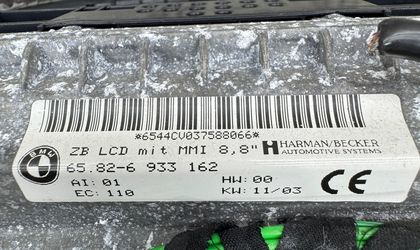 *6544CV037588066*
ZB LCD mit MMI 8,8" H HARMAN/BECKER
AUTOMOTIVE SYSTEMS
BMW
65.82-6 933 162
AI: 01 HW: 00
EC: 110 KW: 11/03 CE